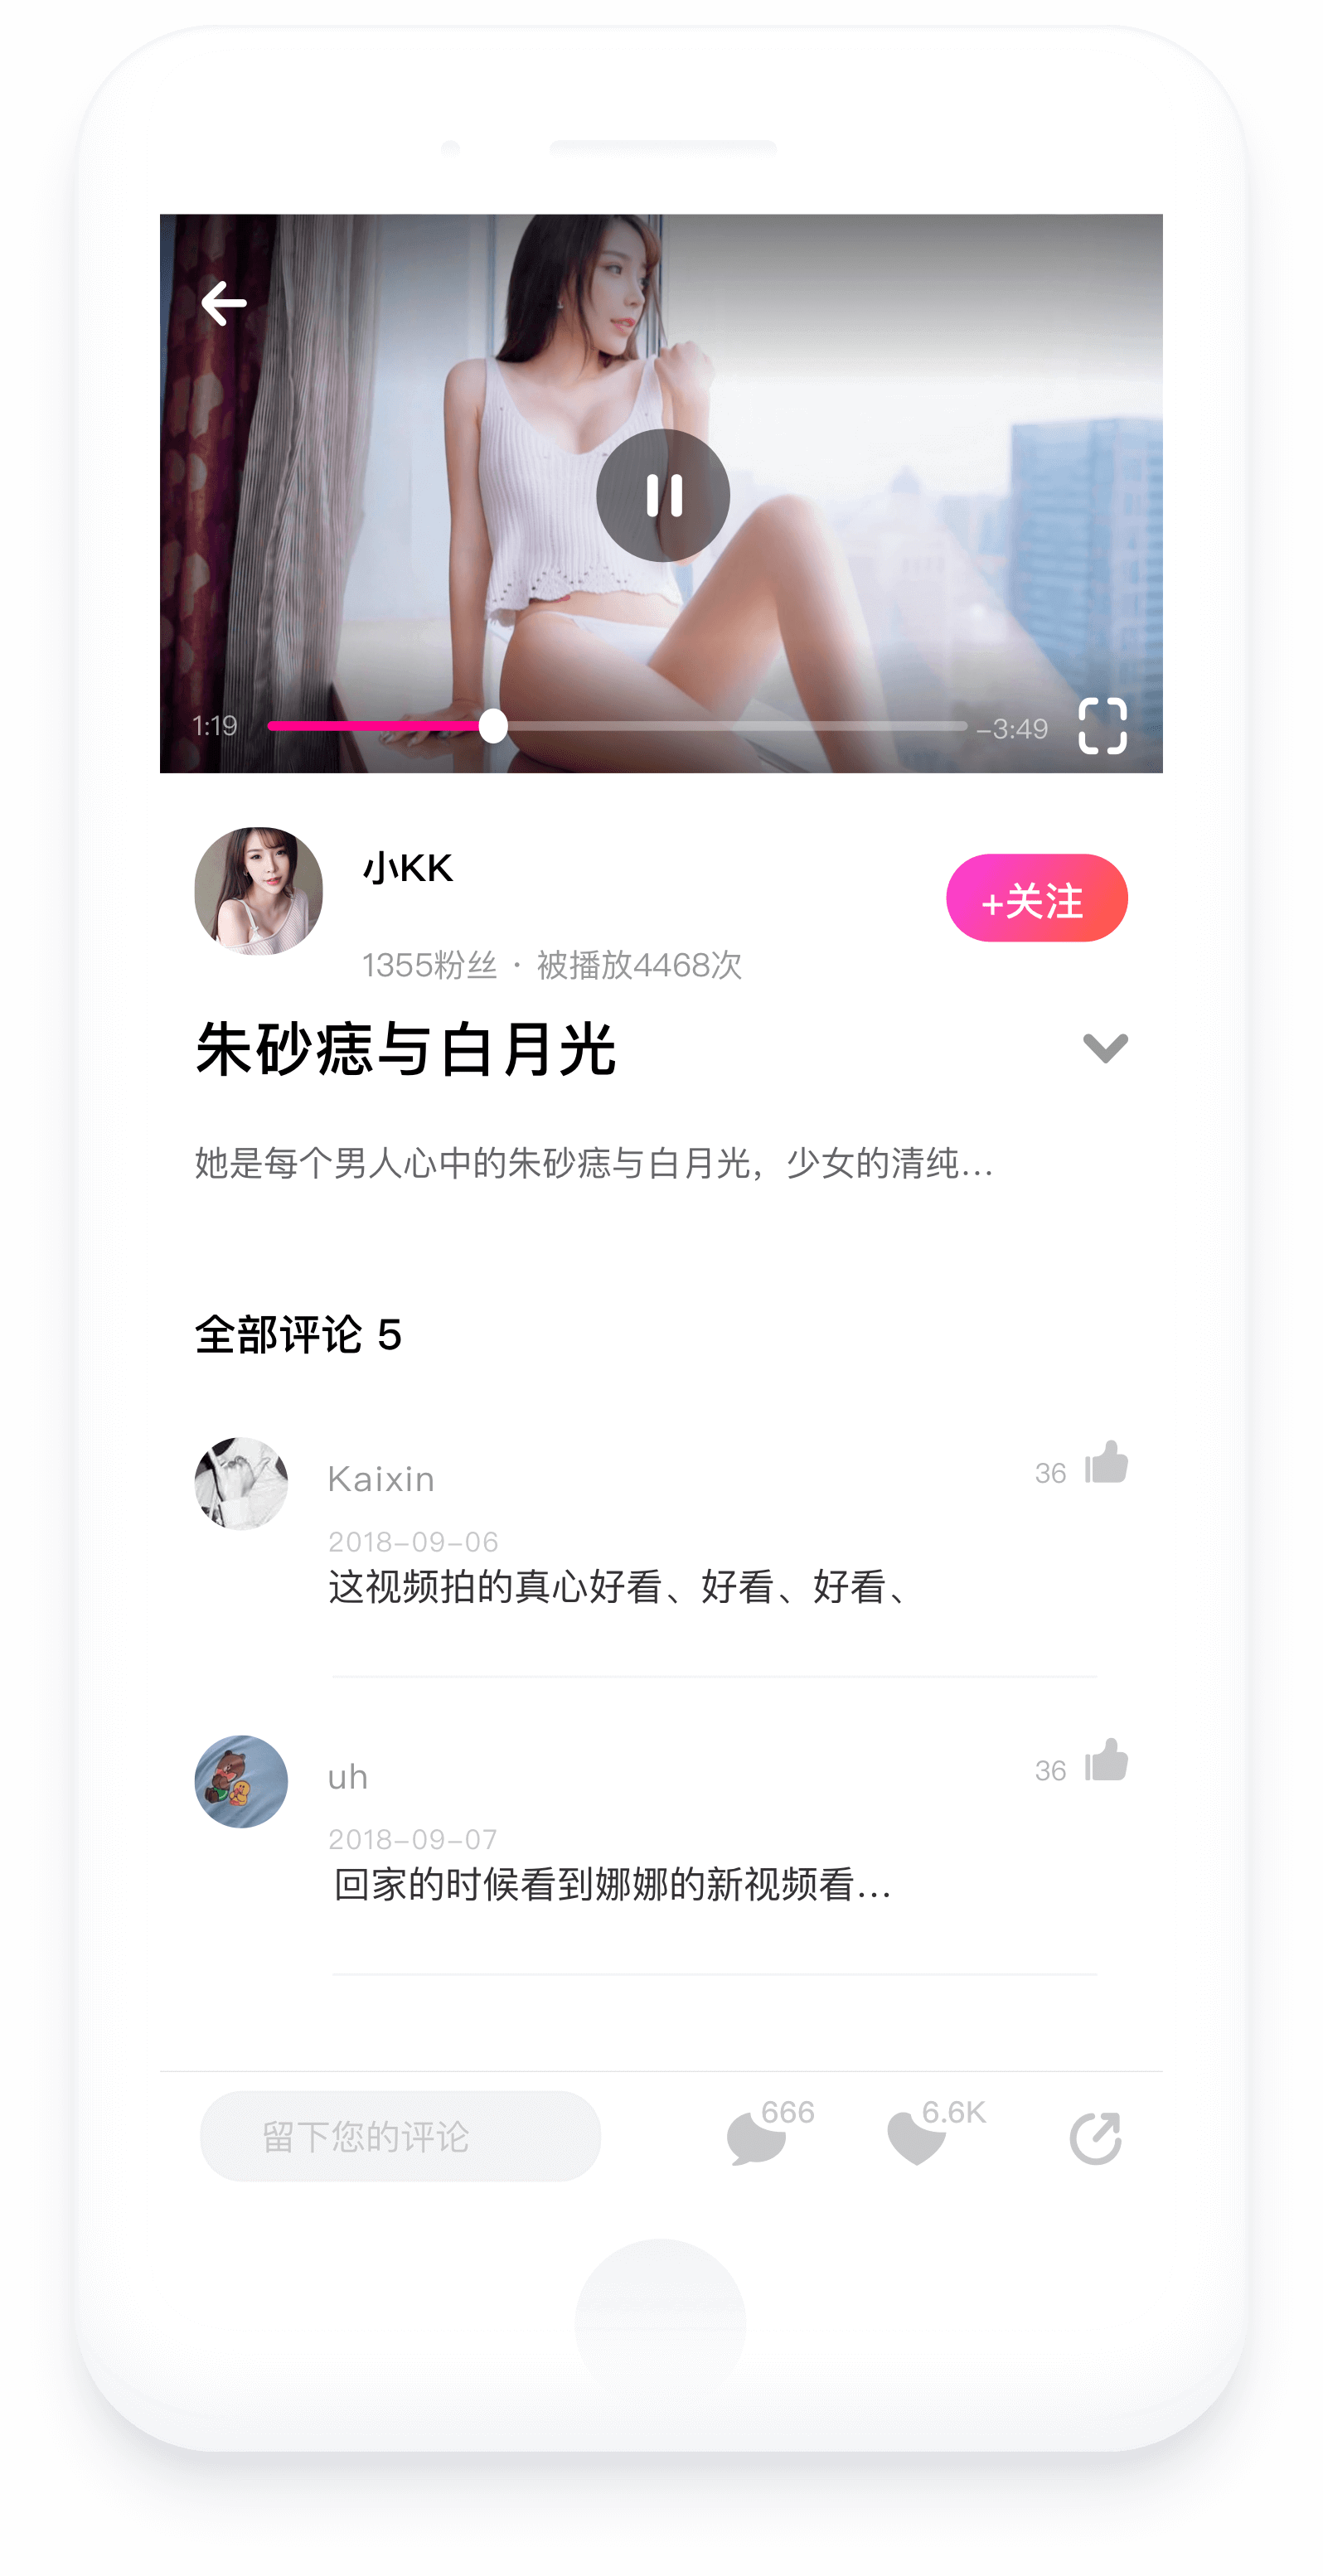 1:19
-3:49
小KK
+关注
1355粉丝 · 被播放4468次
朱砂痣与白月光
她是每个男人心中的朱砂痣与白月光，少女的清纯...
全部评论 5
Kaixin
36
2018-09-06
这视频拍的真心好看、好看、好看、
uh
36
2018-09-07
回家的时候看到娜娜的新视频看...
留下您的评论
666
6.6K